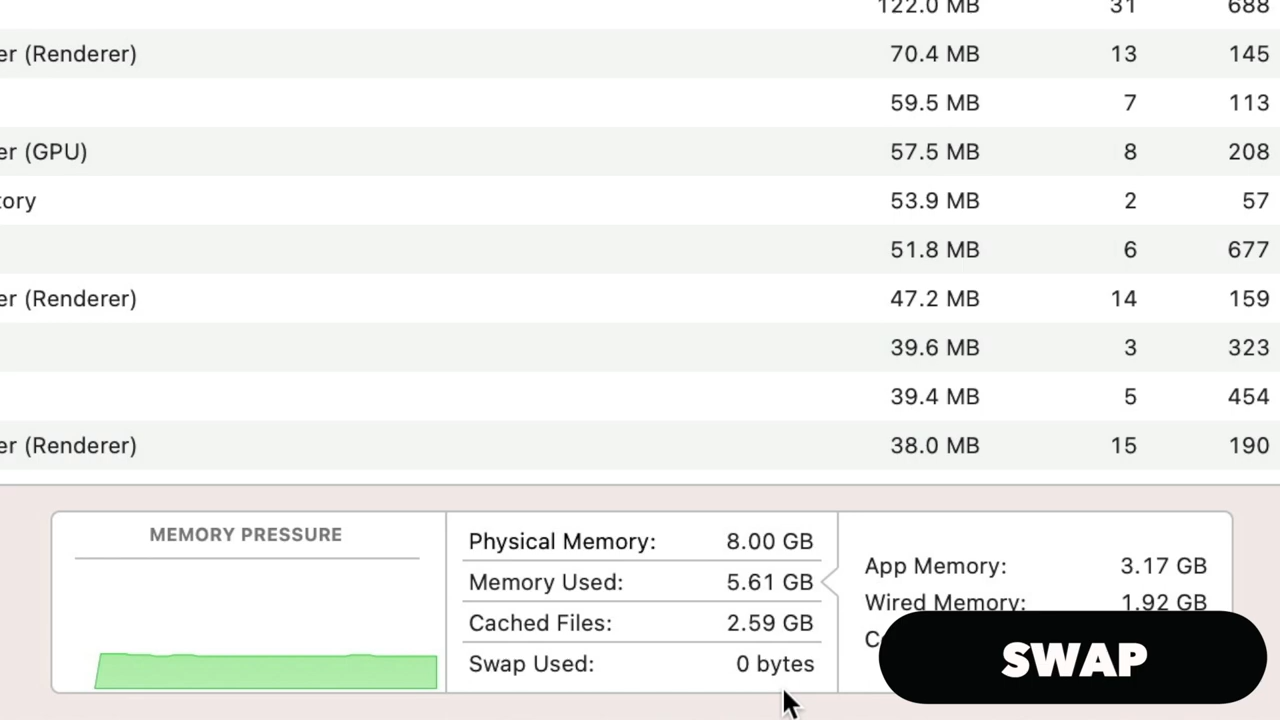 122.0 MB 31 688
er (Renderer) 70.4 MB 13 145
59.5 MB 7 113
er (GPU) 57.5 MB 8 208
tory 53.9 MB 2 57
51.8 MB 6 677
er (Renderer) 47.2 MB 14 159
39.6 MB 3 323
39.4 MB 5 454
er (Renderer) 38.0 MB 15 190
MEMORY PRESSURE
Physical Memory: 8.00 GB
Memory Used: 5.61 GB
Cached Files: 2.59 GB
Swap Used: 0 bytes
App Memory: 3.17 GB
Wired Memory: 1.92 GB
SWAP